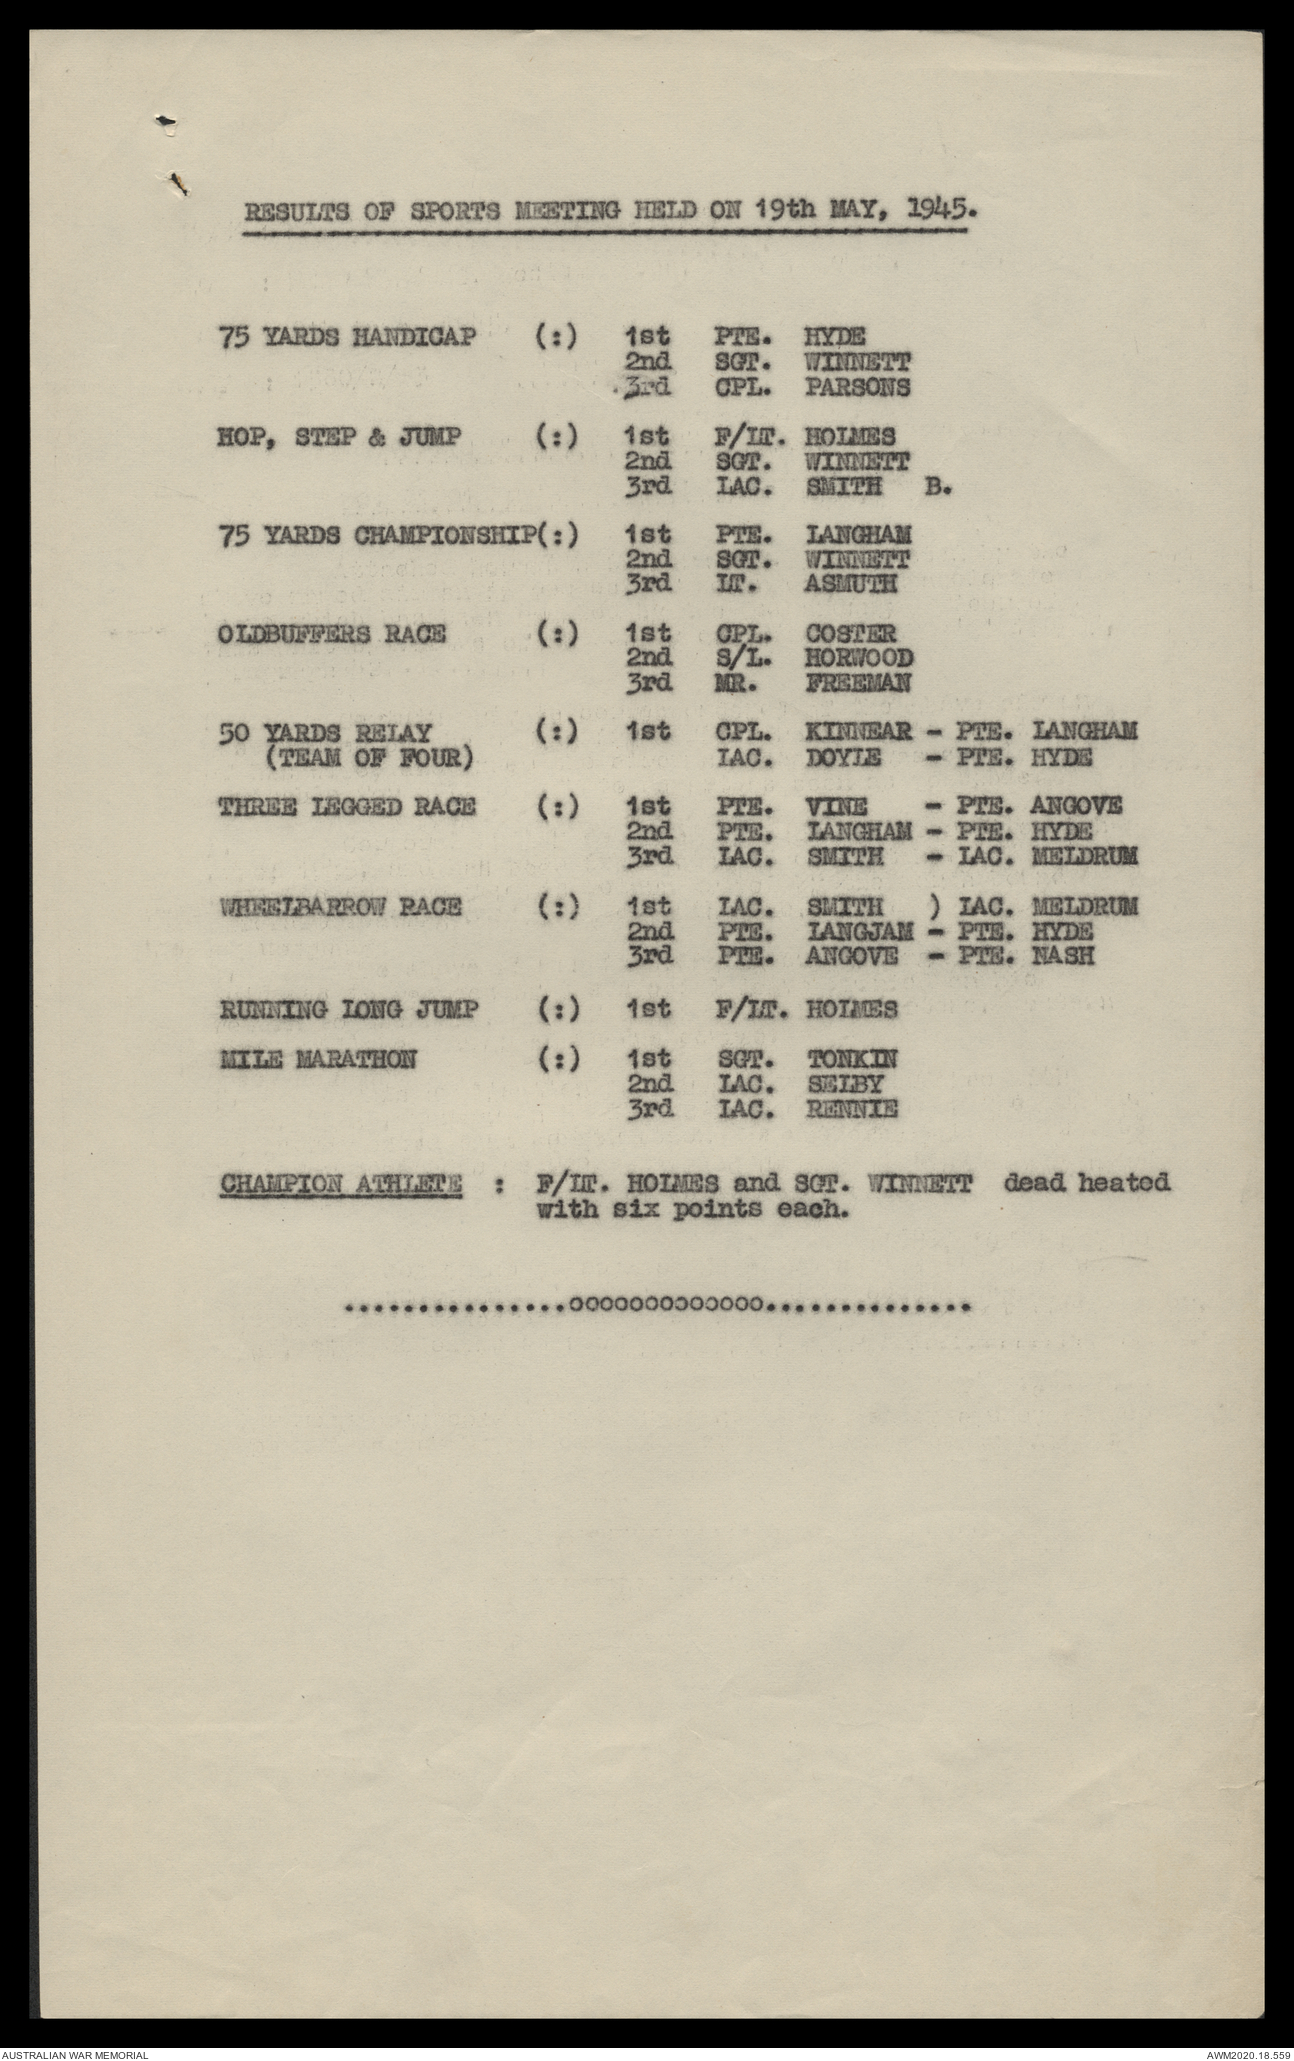 RESULTS OF SPORTS MEETING HELD ON 19th MAY, 1945.
75 YARDS HANDICAP (:) 1st PTE. HYDE
2nd SGT. WINNETT
3rd CPL. PARSONS
HOP, STEP & JUMP (:) 1st F/LT. HOLMES
2nd SGT. WINNETT
3rd LAC. SMITH B.
75 YARDS CHAMPIONSHIP(:) 1st PTE. LANGHAM
2nd SGT. WINNETT
3rd LT. ASMUTH
OLDBUFFERS RACE (:) 1st CPL. COSTER
2nd S/L. HORWOOD
3rd MR. FREEMAN
50 YARDS RELAY (:) 1st CPL. KINNEAR - PTE. LANGHAM
(TEAM OF FOUR) LAC. DOYLE - PTE. HYDE
THREE LEGGED RACE (:) 1st PTE. VINE - PTE. ANGOVE
2nd PTE. LANGHAM - PTE. HYDE
3rd LAC. SMITH - LAC. MELDRUM
WHEELBARROW RACE (:) 1st LAC. SMITH ) LAC. MELDRUM
2nd PTE. LANGJAM - PTE. HYDE
3rd PTE. ANGOVE - PTE. NASH
RUNNING LONG JUMP (:) 1st F/LT. HOLMES
MILE MARATHON (:) 1st SGT. TONKIN
2nd LAC. SELBY
3rd LAC. RENNIE
CHAMPION ATHLETE : F/LT. HOLMES and SGT. WINNETT dead heated
with six points each.
...............ooooooooooooo..............
AUSTRALIAN WAR MEMORIAL AWM2020.18.559